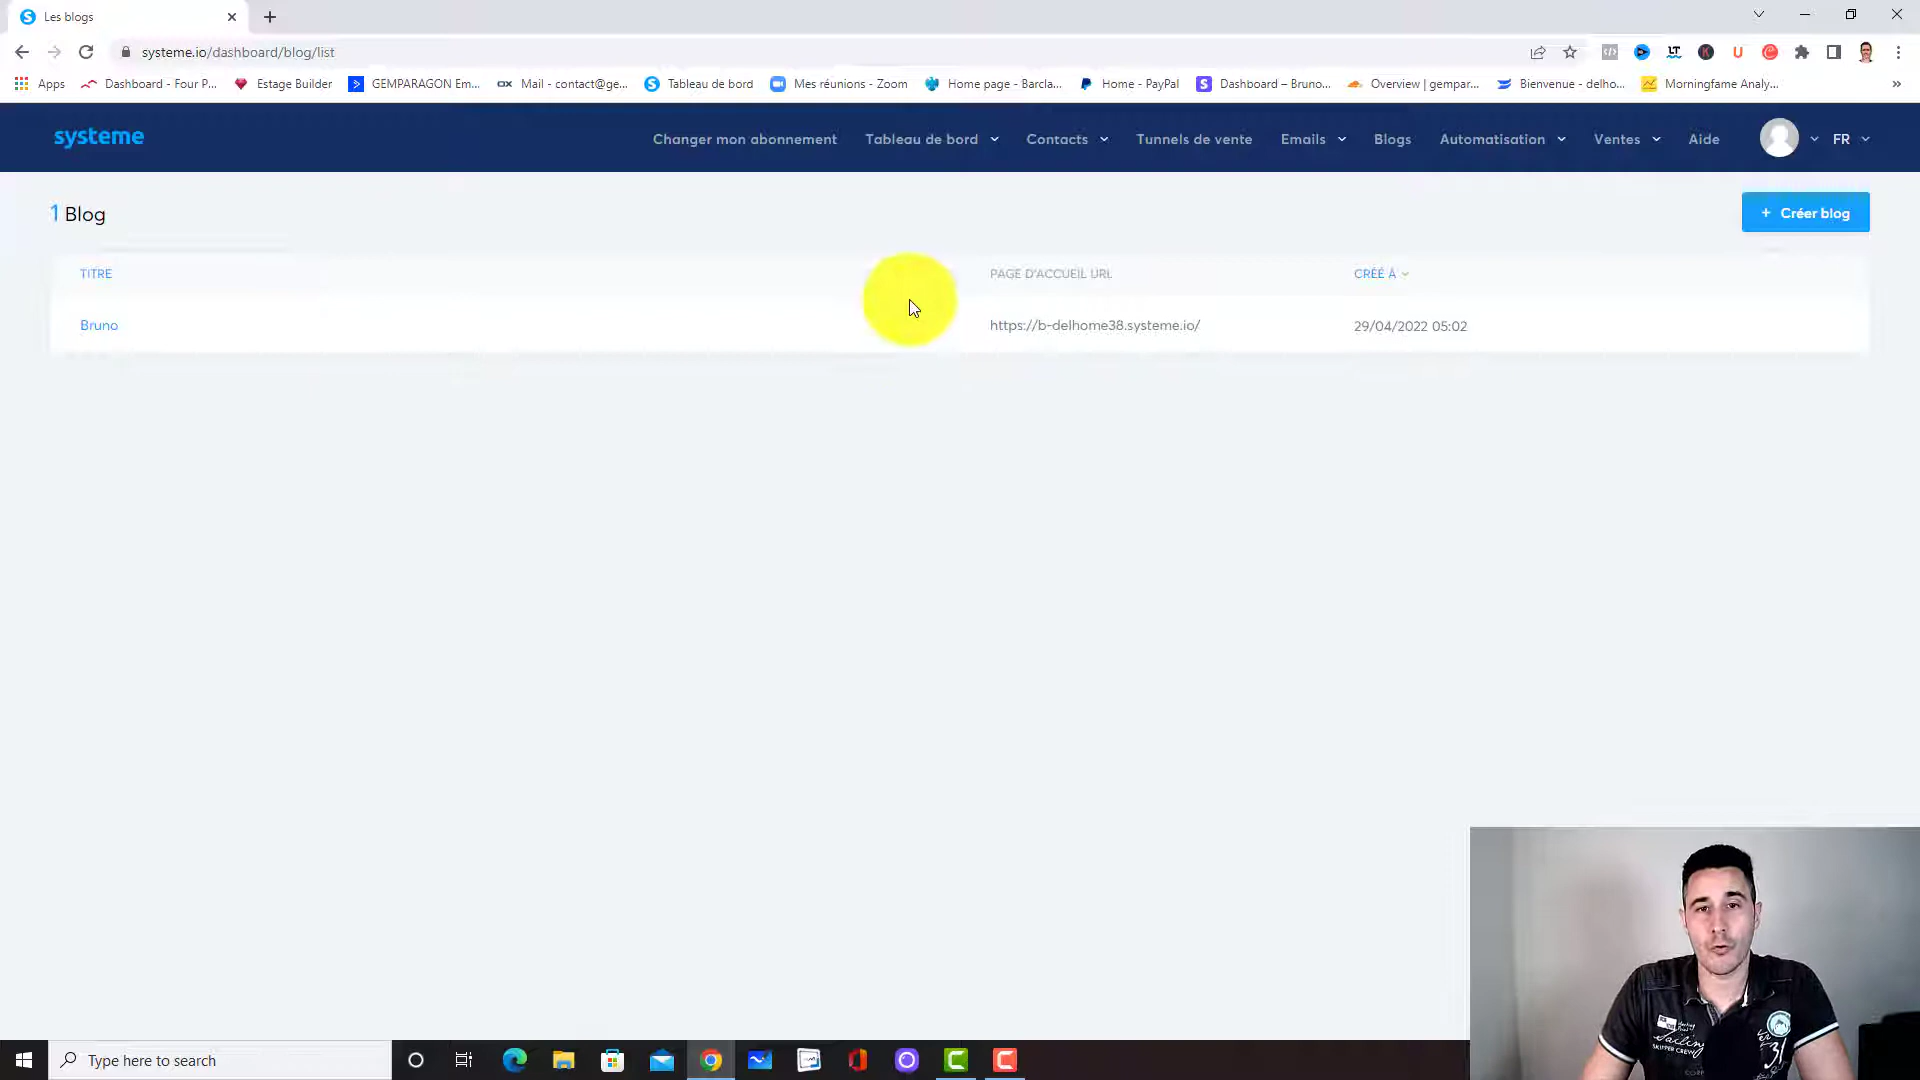 Les blogs
systeme.io/dashboard/blog/list
Apps
Dashboard - Four P...
Estage Builder
GEMPARAGON Em...
Mail - contact@ge...
Tableau de bord
Mes réunions - Zoom
Home page - Barcla...
Home - PayPal
Dashboard – Bruno...
Overview | gempar...
Bienvenue - delho...
Morningfame Analy...
systeme
Changer mon abonnement
Tableau de bord
Contacts
Tunnels de vente
Emails
Blogs
Automatisation
Ventes
Aide
FR
1 Blog
+ Créer blog
TITRE
PAGE D'ACCUEIL URL
CRÉÉ À
Bruno
https://b-delhome38.systeme.io/
29/04/2022 05:02
Type here to search
Sailing
SKIPPER CREW
31